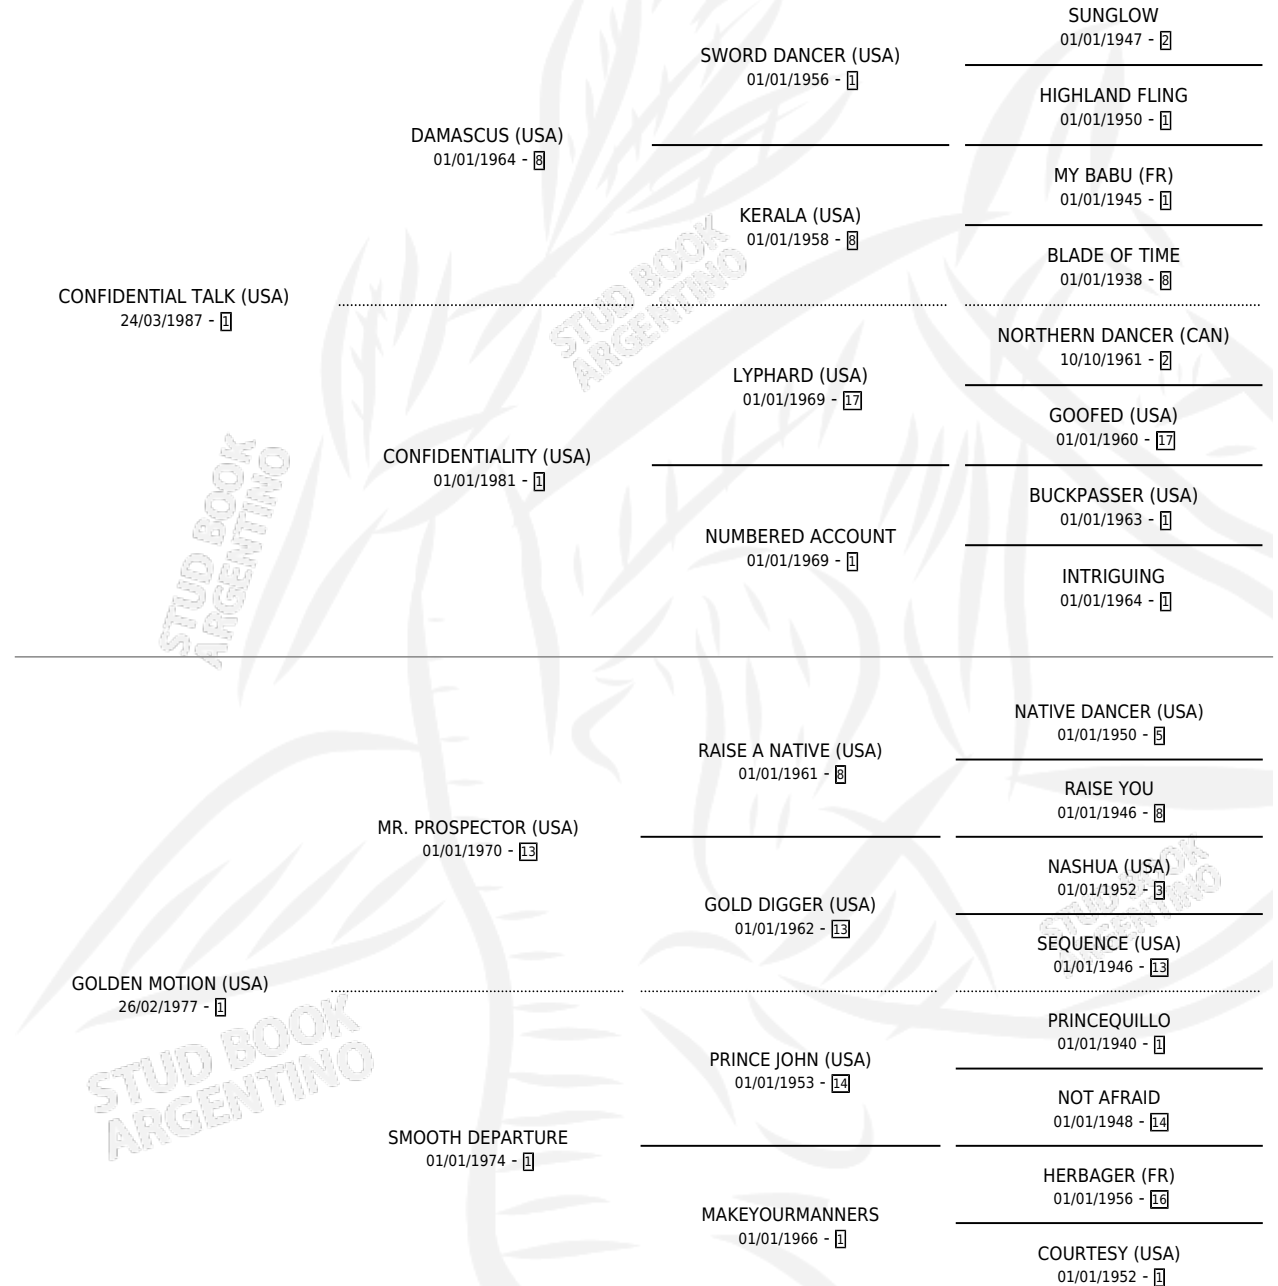 SUNGLOW
01/01/1947 - 2
SWORD DANCER (USA)
01/01/1956 - 1
HIGHLAND FLING
01/01/1950 - 1
DAMASCUS (USA)
01/01/1964 - 8
MY BABU (FR)
01/01/1945 - 1
KERALA (USA)
01/01/1958 - 8
BLADE OF TIME
01/01/1938 - 8
CONFIDENTIAL TALK (USA)
24/03/1987 - 1
NORTHERN DANCER (CAN)
10/10/1961 - 2
LYPHARD (USA)
01/01/1969 - 17
GOOFED (USA)
01/01/1960 - 17
CONFIDENTIALITY (USA)
01/01/1981 - 1
BUCKPASSER (USA)
01/01/1963 - 1
NUMBERED ACCOUNT
01/01/1969 - 1
INTRIGUING
01/01/1964 - 1
NATIVE DANCER (USA)
01/01/1950 - 5
RAISE A NATIVE (USA)
01/01/1961 - 8
RAISE YOU
01/01/1946 - 8
MR. PROSPECTOR (USA)
01/01/1970 - 13
NASHUA (USA)
01/01/1952 - 3
GOLD DIGGER (USA)
01/01/1962 - 13
SEQUENCE (USA)
01/01/1946 - 13
GOLDEN MOTION (USA)
26/02/1977 - 1
PRINCEQUILLO
01/01/1940 - 1
PRINCE JOHN (USA)
01/01/1953 - 14
NOT AFRAID
01/01/1948 - 14
SMOOTH DEPARTURE
01/01/1974 - 1
HERBAGER (FR)
01/01/1956 - 16
MAKEYOURMANNERS
01/01/1966 - 1
COURTESY (USA)
01/01/1952 - 1
STUD BOOK
ARGENTINO
STUD BOOK
ARGENTINO
STUD BOOK
ARGENTINO
STUD BOOK
ARGENTINO